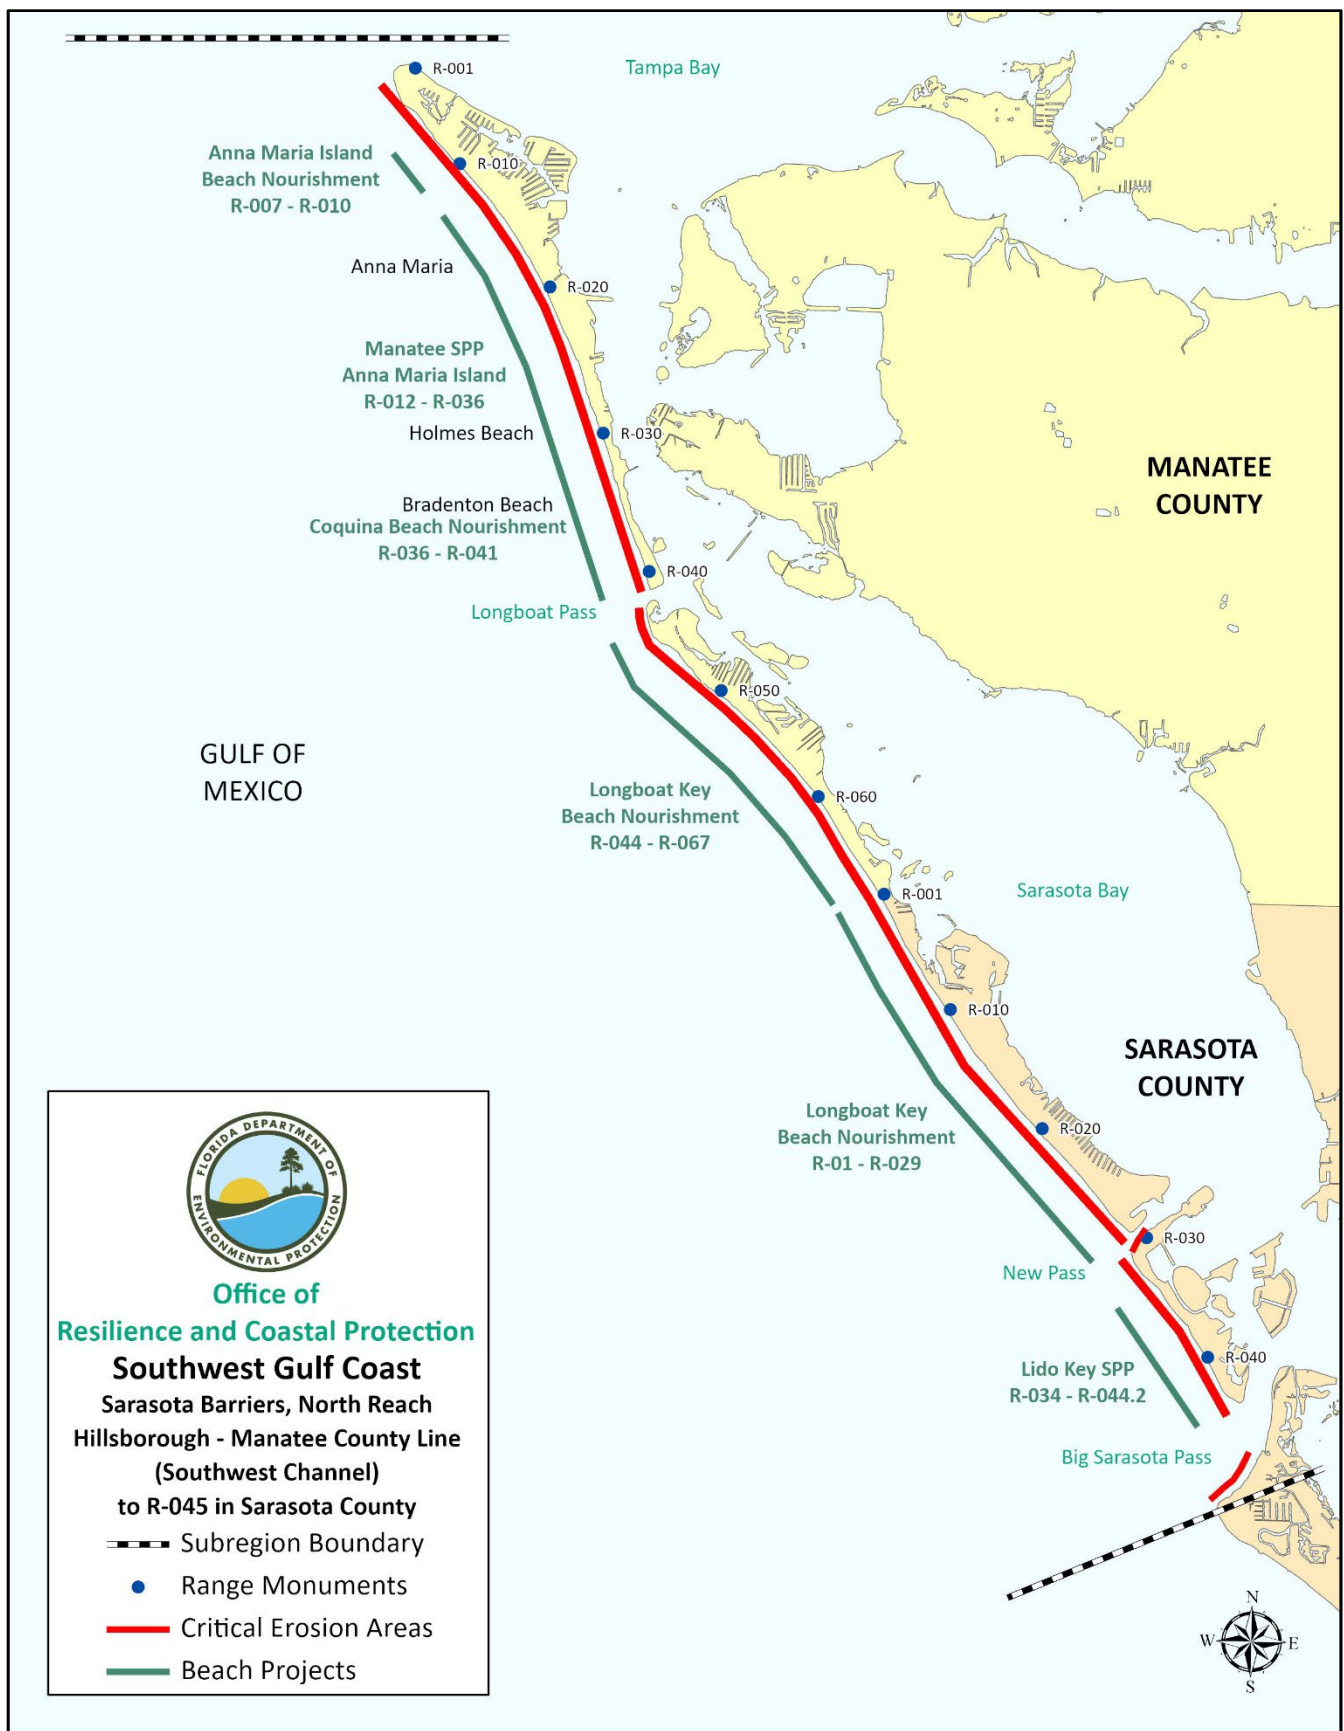 R-001
Tampa Bay
Anna Maria Island
Beach Nourishment
R-007 - R-010
R-010
Anna Maria
R-020
Manatee SPP
Anna Maria Island
R-012 - R-036
Holmes Beach
R-030
MANATEE
COUNTY
Bradenton Beach
Coquina Beach Nourishment
R-036 - R-041
R-040
Longboat Pass
R-050
GULF OF
MEXICO
Longboat Key
Beach Nourishment
R-044 - R-067
R-060
R-001
Sarasota Bay
R-010
SARASOTA
COUNTY
Longboat Key
Beach Nourishment
R-01 - R-029
R-020
R-030
New Pass
R-040
Lido Key SPP
R-034 - R-044.2
Big Sarasota Pass
FLORIDA DEPARTMENT OF
ENVIRONMENTAL PROTECTION
Office of
Resilience and Coastal Protection
Southwest Gulf Coast
Sarasota Barriers, North Reach
Hillsborough - Manatee County Line
(Southwest Channel)
to R-045 in Sarasota County
Subregion Boundary
Range Monuments
Critical Erosion Areas
Beach Projects
N
W E
S